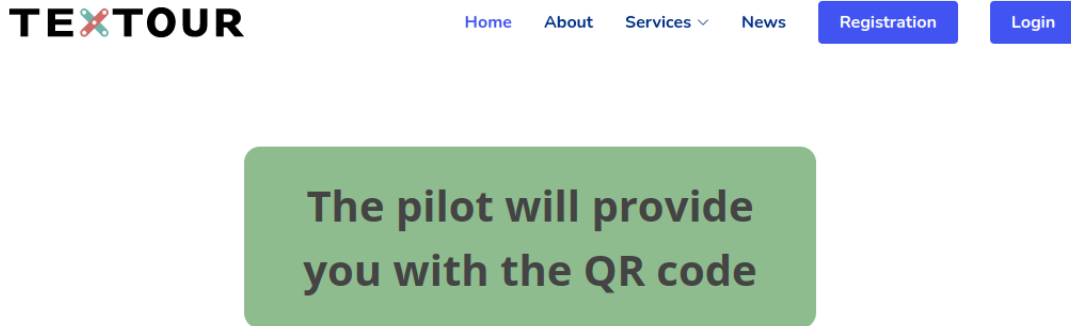 TEXTOUR
Home About Services News Registration Login
The pilot will provide
you with the QR code